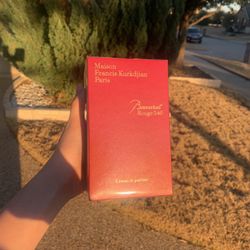 Maison
Francis Kurkdjian
Paris
Baccarat
Rouge 540
Extrait de parfum